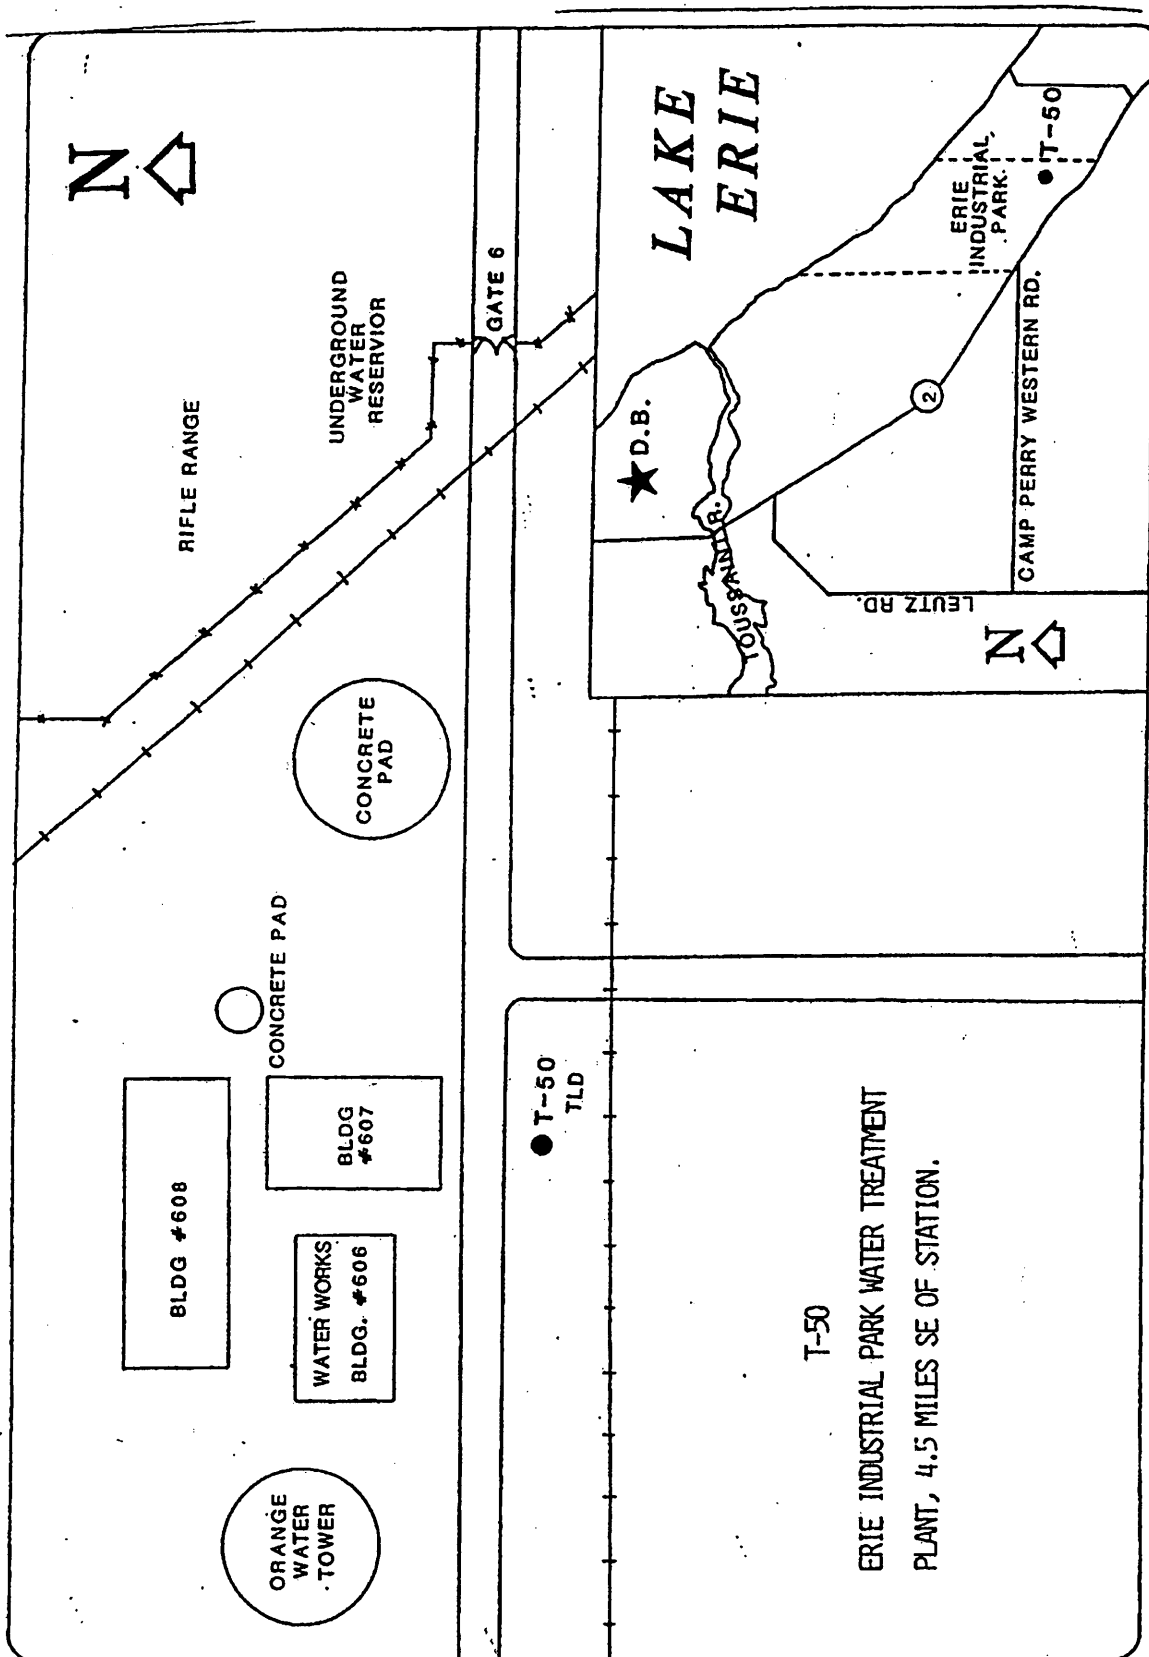 N
RIFLE RANGE
UNDERGROUND
WATER
RESERVIOR
GATE 6
ORANGE
WATER
TOWER
BLDG #608
WATER WORKS
BLDG. #606
BLDG
#607
CONCRETE PAD
CONCRETE
PAD
T-50
TLD
LAKE
ERIE
D.B.
TOUSSAINT R.
2
ERIE
INDUSTRIAL
PARK.
T-50
CAMP PERRY WESTERN RD.
LEUTZ RD.
N
T-50
ERIE INDUSTRIAL PARK WATER TREATMENT
PLANT, 4.5 MILES SE OF STATION.